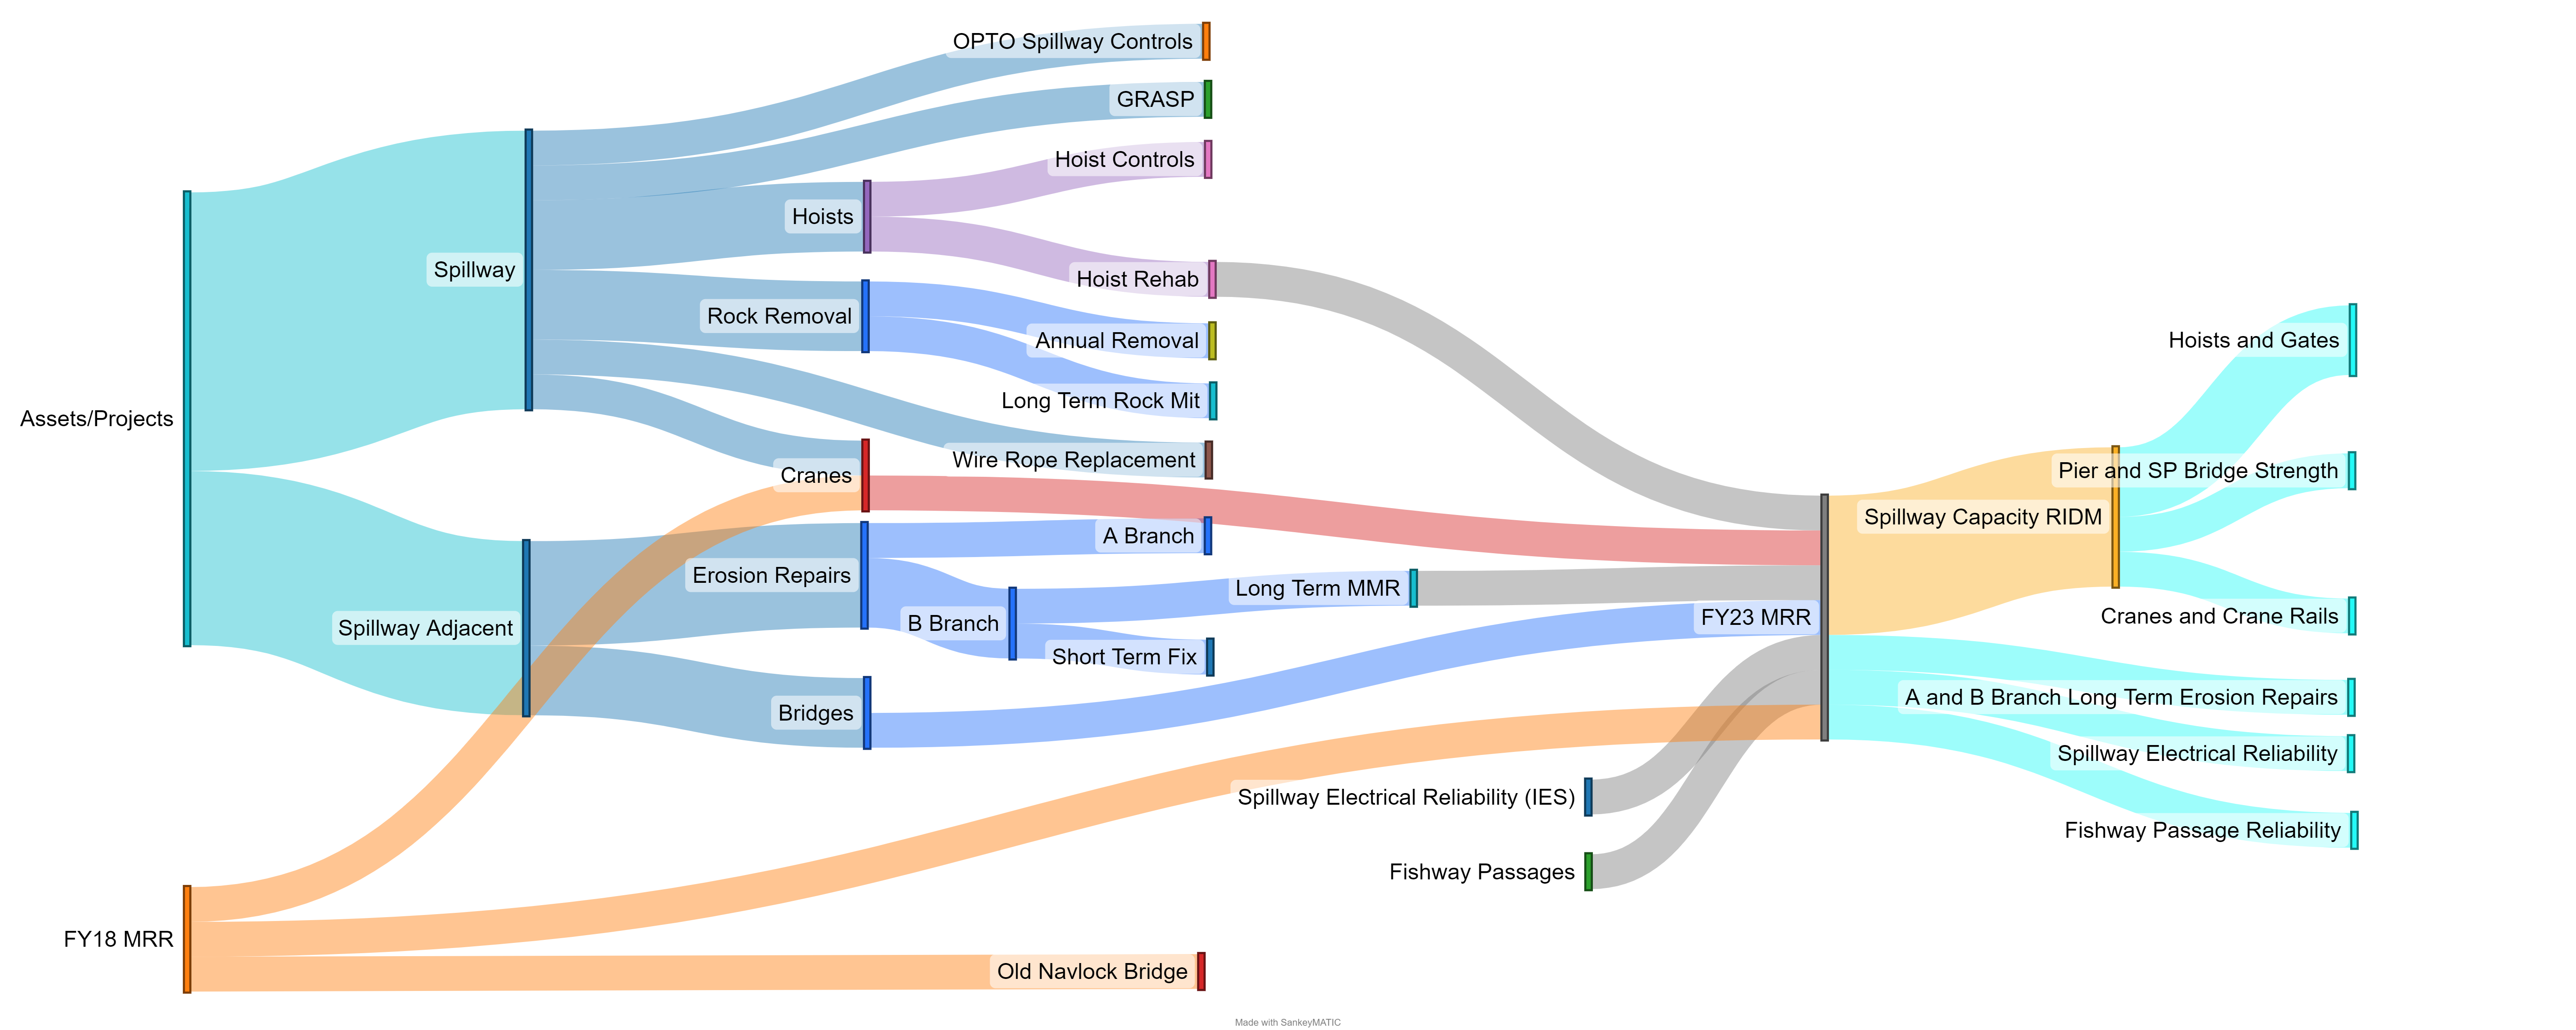 OPTO Spillway Controls
GRASP
Hoist Controls
Hoists
Spillway
Hoist Rehab
Rock Removal
Annual Removal
Hoists and Gates
Long Term Rock Mit
Assets/Projects
Wire Rope Replacement
Cranes
Pier and SP Bridge Strength
Spillway Capacity RIDM
A Branch
Erosion Repairs
Long Term MMR
B Branch
FY23 MRR
Cranes and Crane Rails
Spillway Adjacent
Short Term Fix
A and B Branch Long Term Erosion Repairs
Bridges
Spillway Electrical Reliability
Spillway Electrical Reliability (IES)
Fishway Passage Reliability
Fishway Passages
FY18 MRR
Old Navlock Bridge
Made with SankeyMATIC